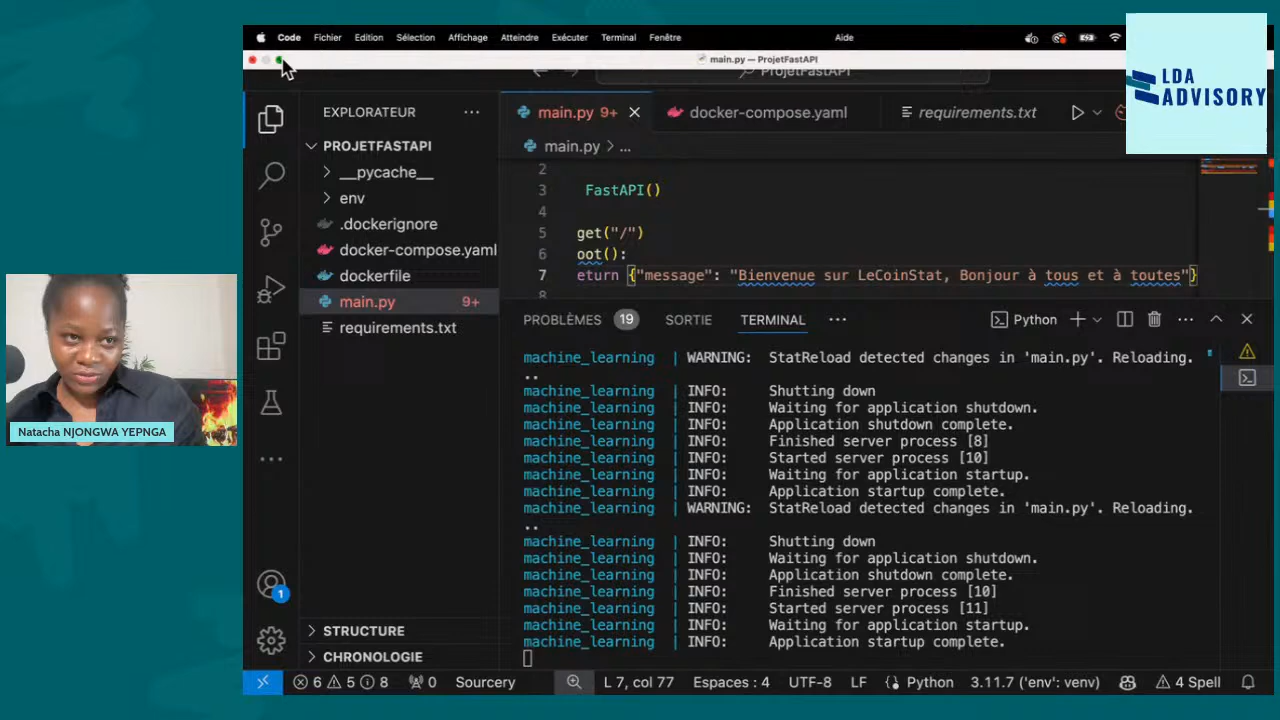 Code Fichier Edition Sélection Affichage Atteindre Exécuter Terminal Fenêtre Aide
main.py — ProjetFastAPI
ProjetFastAPI
LDA
ADVISORY
EXPLORATEUR
PROJETFASTAPI
__pycache__
env
.dockerignore
docker-compose.yaml
dockerfile
main.py 9+
requirements.txt
STRUCTURE
CHRONOLOGIE
main.py 9+ docker-compose.yaml requirements.txt
main.py > ...
2
3 FastAPI()
4
5 get("/")
6 oot():
7 eturn {"message": "Bienvenue sur LeCoinStat, Bonjour à tous et à toutes"}
8
PROBLÈMES 19 SORTIE TERMINAL ... Python
machine_learning | WARNING: StatReload detected changes in 'main.py'. Reloading.
..
machine_learning | INFO: Shutting down
machine_learning | INFO: Waiting for application shutdown.
machine_learning | INFO: Application shutdown complete.
machine_learning | INFO: Finished server process [8]
machine_learning | INFO: Started server process [10]
machine_learning | INFO: Waiting for application startup.
machine_learning | INFO: Application startup complete.
machine_learning | WARNING: StatReload detected changes in 'main.py'. Reloading.
..
machine_learning | INFO: Shutting down
machine_learning | INFO: Waiting for application shutdown.
machine_learning | INFO: Application shutdown complete.
machine_learning | INFO: Finished server process [10]
machine_learning | INFO: Started server process [11]
machine_learning | INFO: Waiting for application startup.
machine_learning | INFO: Application startup complete.
1
6 5 8 0 Sourcery L 7, col 77 Espaces : 4 UTF-8 LF Python 3.11.7 ('env': venv) 4 Spell
Natacha NJONGWA YEPNGA